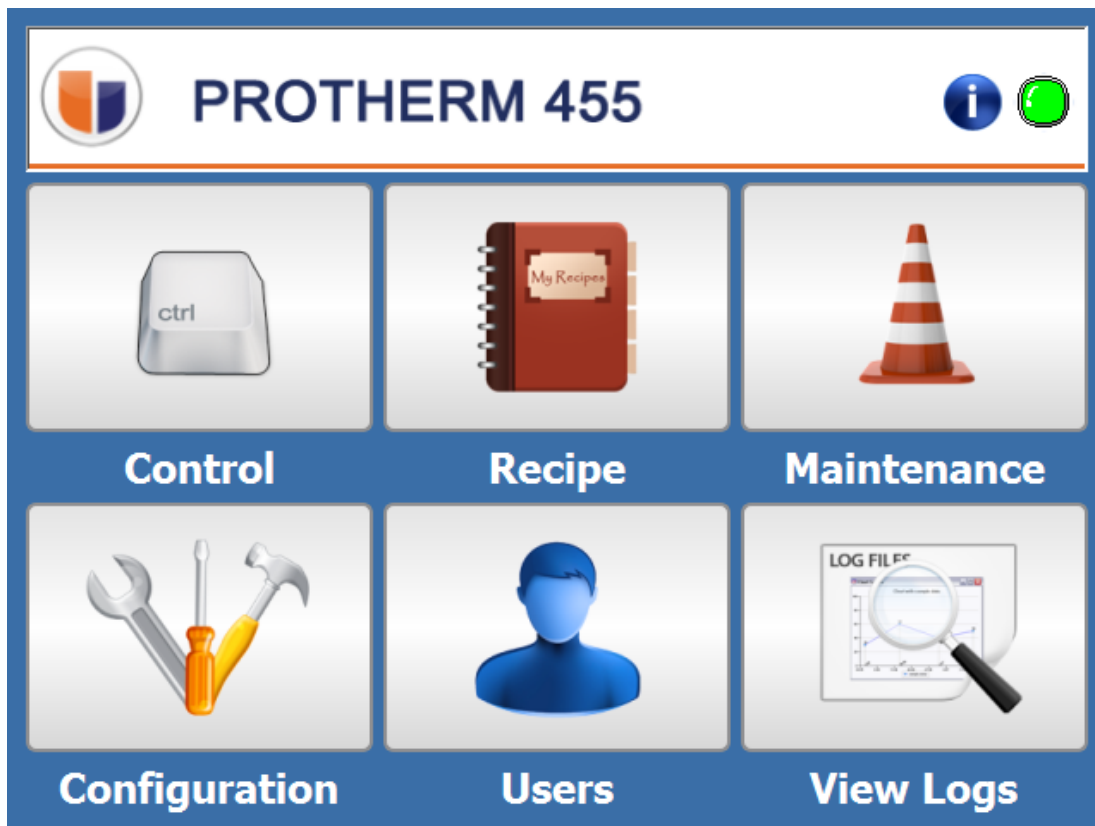 PROTHERM 455
i
ctrl
My Recipes
Control
Recipe
Maintenance
LOG FILES
Configuration
Users
View Logs